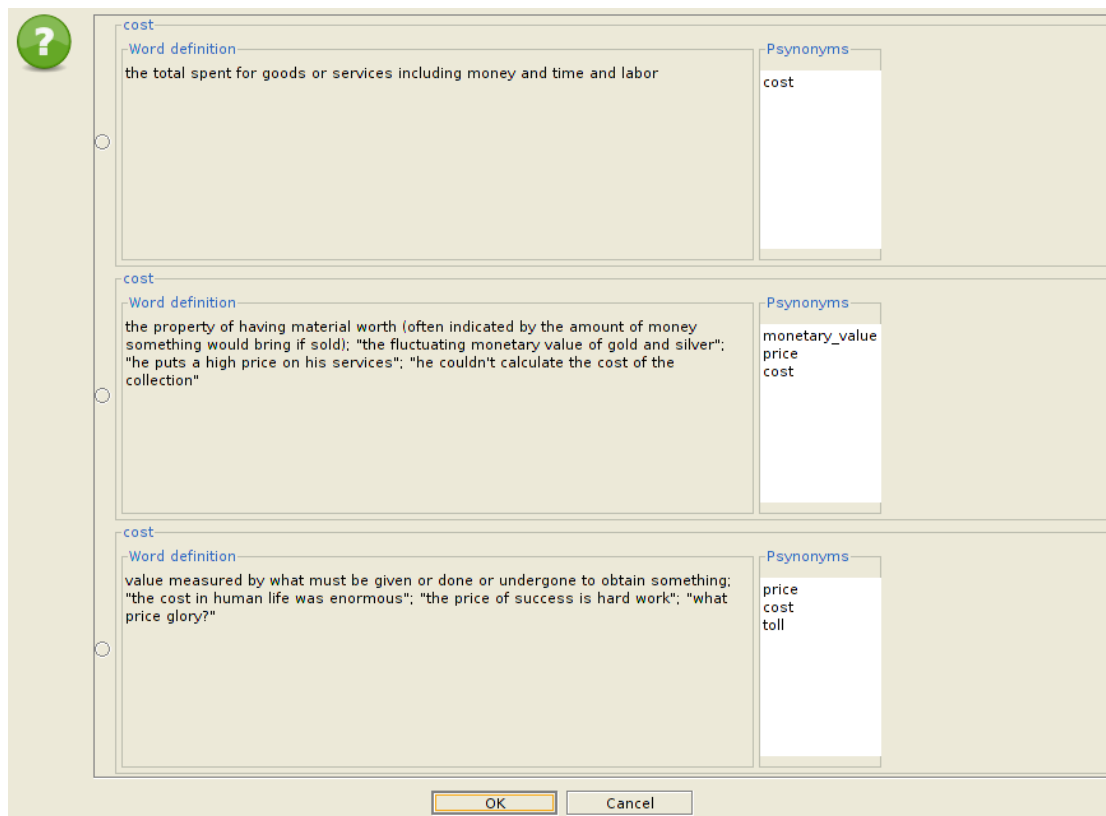 ?
cost
Word definition
the total spent for goods or services including money and time and labor
Psynonyms
cost
cost
Word definition
the property of having material worth (often indicated by the amount of money
something would bring if sold); "the fluctuating monetary value of gold and silver";
"he puts a high price on his services"; "he couldn't calculate the cost of the
collection"
Psynonyms
monetary_value
price
cost
cost
Word definition
value measured by what must be given or done or undergone to obtain something;
"the cost in human life was enormous"; "the price of success is hard work"; "what
price glory?"
Psynonyms
price
cost
toll
OK
Cancel